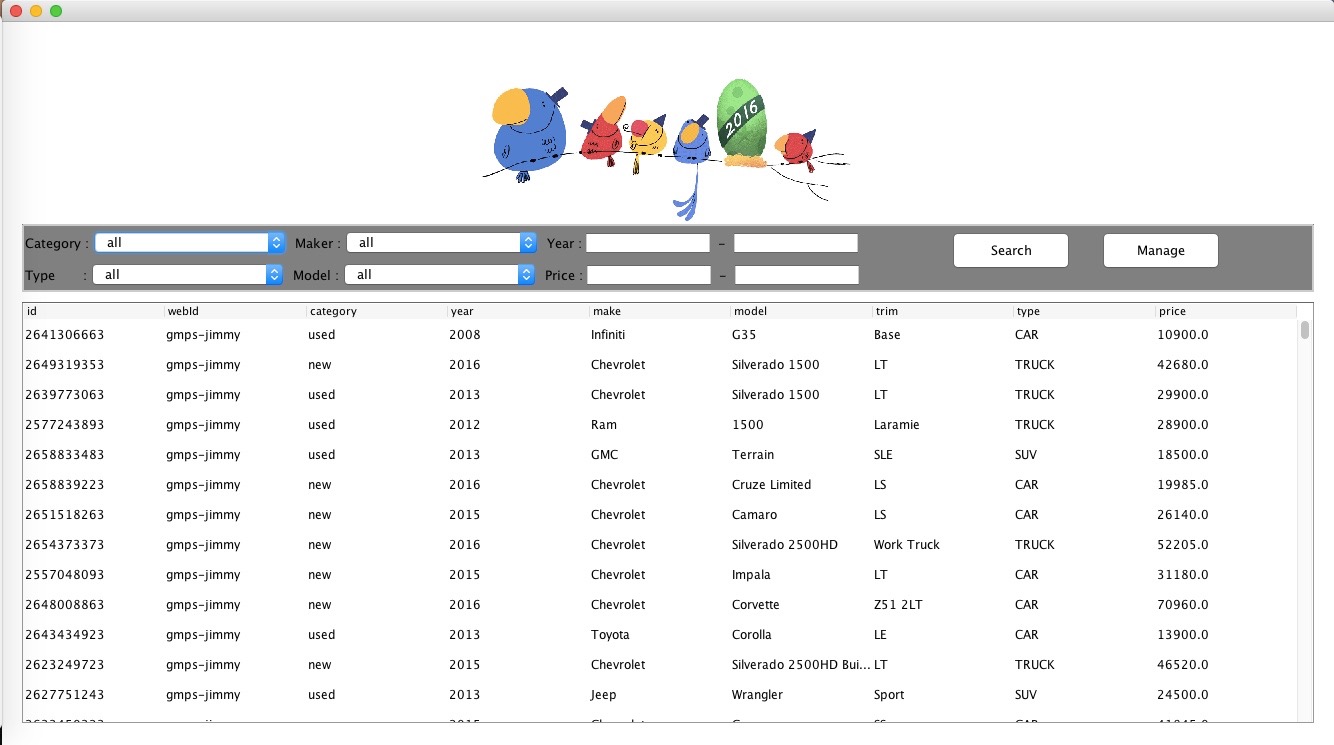 2016
Category : all Maker : all Year : - Search Manage
Type : all Model : all Price : -
id webId category year make model trim type price
2641306663 gmps-jimmy used 2008 Infiniti G35 Base CAR 10900.0
2649319353 gmps-jimmy new 2016 Chevrolet Silverado 1500 LT TRUCK 42680.0
2639773063 gmps-jimmy used 2013 Chevrolet Silverado 1500 LT TRUCK 29900.0
2577243893 gmps-jimmy used 2012 Ram 1500 Laramie TRUCK 28900.0
2658833483 gmps-jimmy used 2013 GMC Terrain SLE SUV 18500.0
2658839223 gmps-jimmy new 2016 Chevrolet Cruze Limited LS CAR 19985.0
2651518263 gmps-jimmy new 2015 Chevrolet Camaro LS CAR 26140.0
2654373373 gmps-jimmy new 2016 Chevrolet Silverado 2500HD Work Truck TRUCK 52205.0
2557048093 gmps-jimmy new 2015 Chevrolet Impala LT CAR 31180.0
2648008863 gmps-jimmy new 2016 Chevrolet Corvette Z51 2LT CAR 70960.0
2643434923 gmps-jimmy used 2013 Toyota Corolla LE CAR 13900.0
2623249723 gmps-jimmy new 2015 Chevrolet Silverado 2500HD Bui... LT TRUCK 46520.0
2627751243 gmps-jimmy used 2013 Jeep Wrangler Sport SUV 24500.0